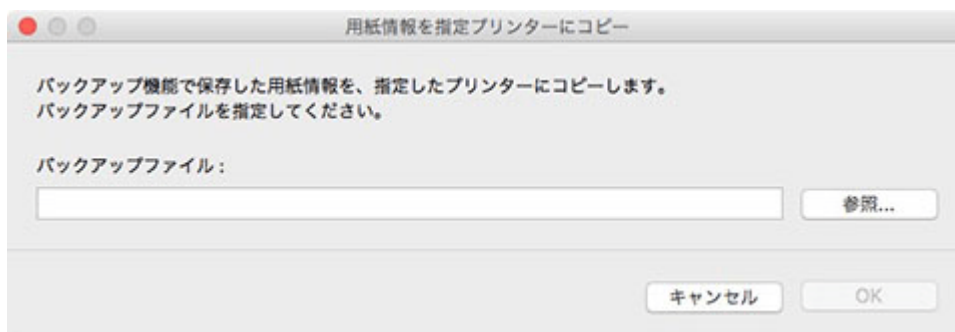 用紙情報を指定プリンターにコピー
バックアップ機能で保存した用紙情報を、指定したプリンターにコピーします。
バックアップファイルを指定してください。
バックアップファイル：
参照...
キャンセル
OK